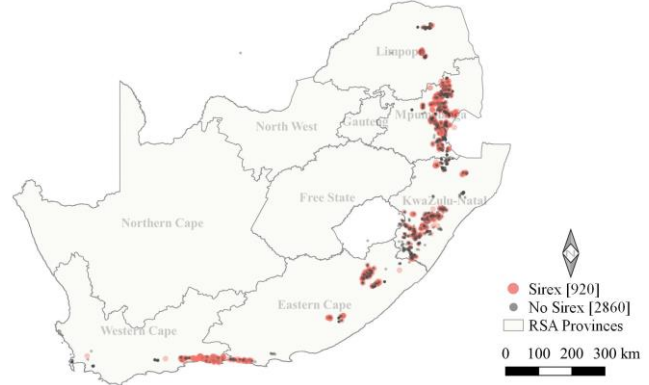 Limpopo
North West
Gauteng
Mpumalanga
Free State
KwaZulu-Natal
Northern Cape
Eastern Cape
Western Cape
N
Sirex [920]
No Sirex [2860]
RSA Provinces
0 100 200 300 km